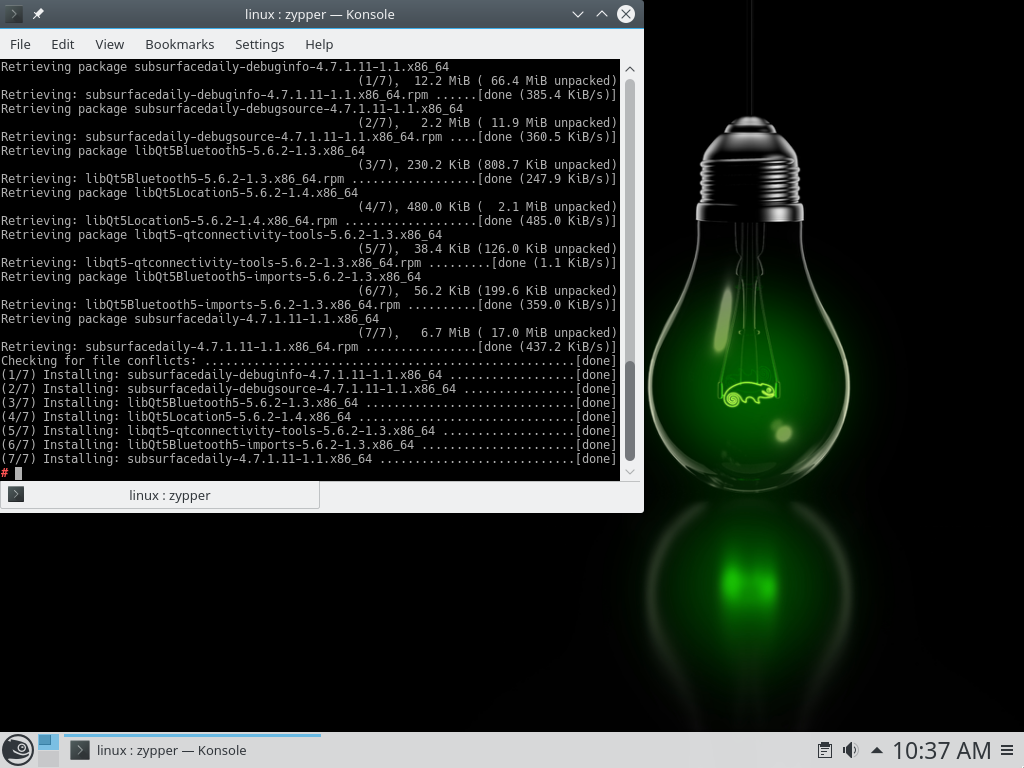 linux : zypper — Konsole
File Edit View Bookmarks Settings Help
Retrieving package subsurfacedaily-debuginfo-4.7.1.11-1.1.x86_64
(1/7),  12.2 MiB ( 66.4 MiB unpacked)
Retrieving: subsurfacedaily-debuginfo-4.7.1.11-1.1.x86_64.rpm ......[done (385.4 KiB/s)]
Retrieving package subsurfacedaily-debugsource-4.7.1.11-1.1.x86_64
(2/7),   2.2 MiB ( 11.9 MiB unpacked)
Retrieving: subsurfacedaily-debugsource-4.7.1.11-1.1.x86_64.rpm ....[done (360.5 KiB/s)]
Retrieving package libQt5Bluetooth5-5.6.2-1.3.x86_64
(3/7), 230.2 KiB (808.7 KiB unpacked)
Retrieving: libQt5Bluetooth5-5.6.2-1.3.x86_64.rpm ..................[done (247.9 KiB/s)]
Retrieving package libQt5Location5-5.6.2-1.4.x86_64
(4/7), 480.0 KiB (  2.1 MiB unpacked)
Retrieving: libQt5Location5-5.6.2-1.4.x86_64.rpm ...................[done (485.0 KiB/s)]
Retrieving package libqt5-qtconnectivity-tools-5.6.2-1.3.x86_64
(5/7),  38.4 KiB (126.0 KiB unpacked)
Retrieving: libqt5-qtconnectivity-tools-5.6.2-1.3.x86_64.rpm .........[done (1.1 KiB/s)]
Retrieving package libQt5Bluetooth5-imports-5.6.2-1.3.x86_64
(6/7),  56.2 KiB (199.6 KiB unpacked)
Retrieving: libQt5Bluetooth5-imports-5.6.2-1.3.x86_64.rpm ..........[done (359.0 KiB/s)]
Retrieving package subsurfacedaily-4.7.1.11-1.1.x86_64
(7/7),   6.7 MiB ( 17.0 MiB unpacked)
Retrieving: subsurfacedaily-4.7.1.11-1.1.x86_64.rpm ................[done (437.2 KiB/s)]
Checking for file conflicts: .....................................................[done]
(1/7) Installing: subsurfacedaily-debuginfo-4.7.1.11-1.1.x86_64 ..................[done]
(2/7) Installing: subsurfacedaily-debugsource-4.7.1.11-1.1.x86_64 ................[done]
(3/7) Installing: libQt5Bluetooth5-5.6.2-1.3.x86_64 ..............................[done]
(4/7) Installing: libQt5Location5-5.6.2-1.4.x86_64 ...............................[done]
(5/7) Installing: libqt5-qtconnectivity-tools-5.6.2-1.3.x86_64 ...................[done]
(6/7) Installing: libQt5Bluetooth5-imports-5.6.2-1.3.x86_64 ......................[done]
(7/7) Installing: subsurfacedaily-4.7.1.11-1.1.x86_64 ............................[done]
#
linux : zypper
linux : zypper — Konsole
10:37 AM